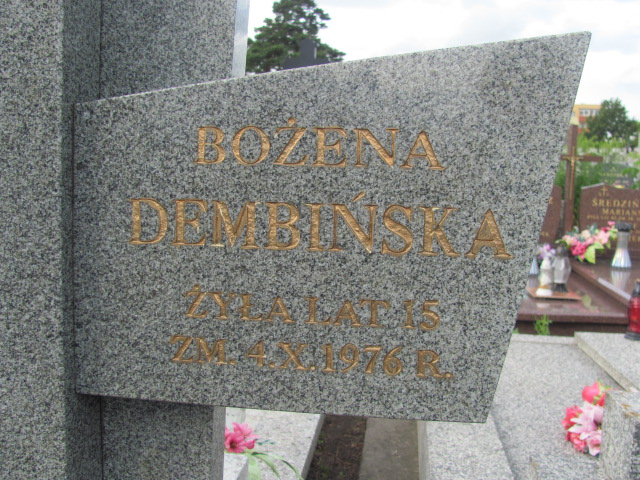 BOŻENA
DEMBIŃSKA
ŻYŁA LAT 15
ZM. 4.X.1976 R.